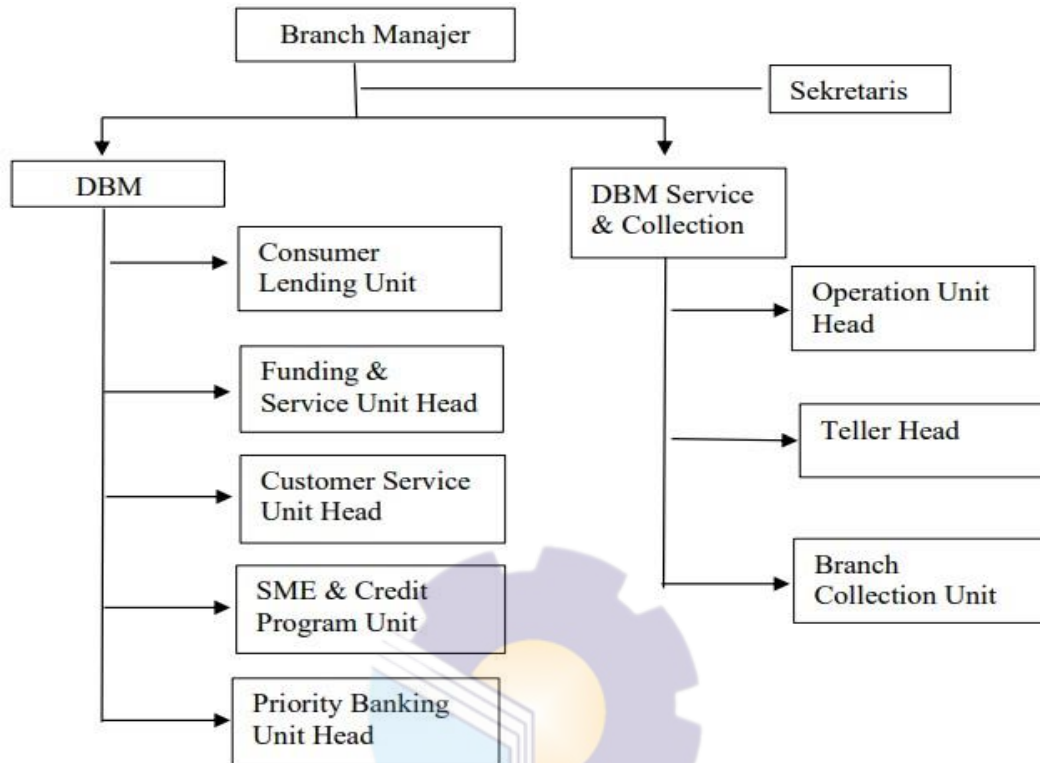 Branch Manajer
Sekretaris
DBM
DBM Service
& Collection
Consumer
Lending Unit
Operation Unit
Head
Funding &
Service Unit Head
Teller Head
Customer Service
Unit Head
Branch
Collection Unit
SME & Credit
Program Unit
Priority Banking
Unit Head